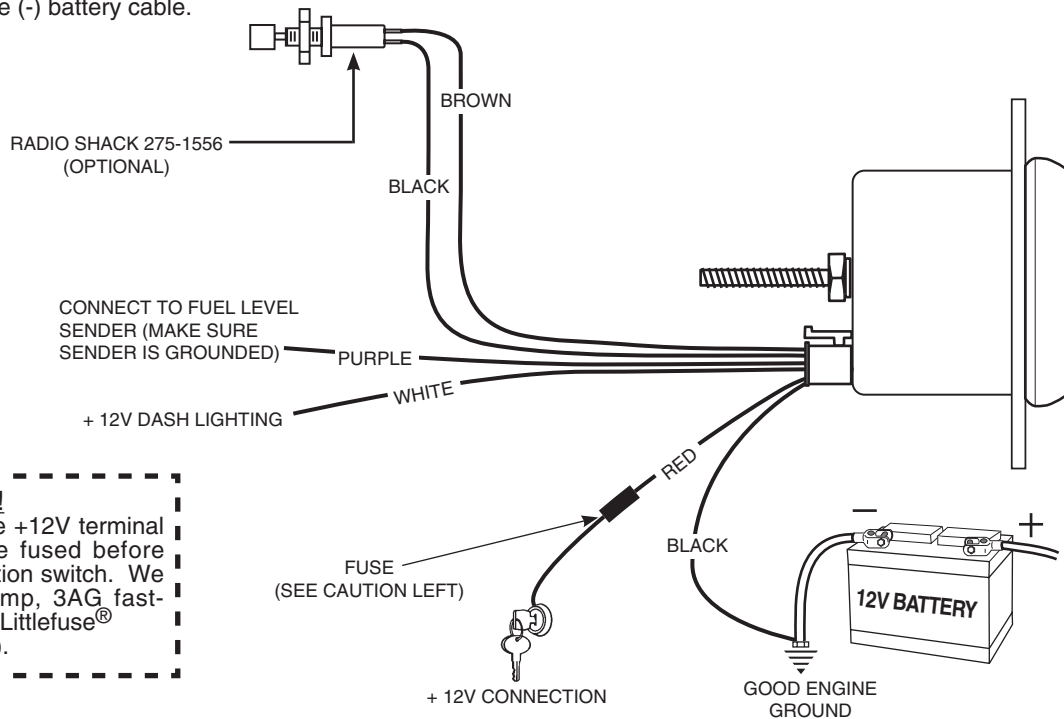 e (-) battery cable.
BROWN
RADIO SHACK 275-1556
(OPTIONAL)
BLACK
CONNECT TO FUEL LEVEL
SENDER (MAKE SURE
SENDER IS GROUNDED)
PURPLE
WHITE
+ 12V DASH LIGHTING
RED
!
e +12V terminal
e fused before
tion switch. We
mp, 3AG fast-
Littlefuse®
).
FUSE
(SEE CAUTION LEFT)
BLACK
– +
12V BATTERY
+ 12V CONNECTION
GOOD ENGINE
GROUND